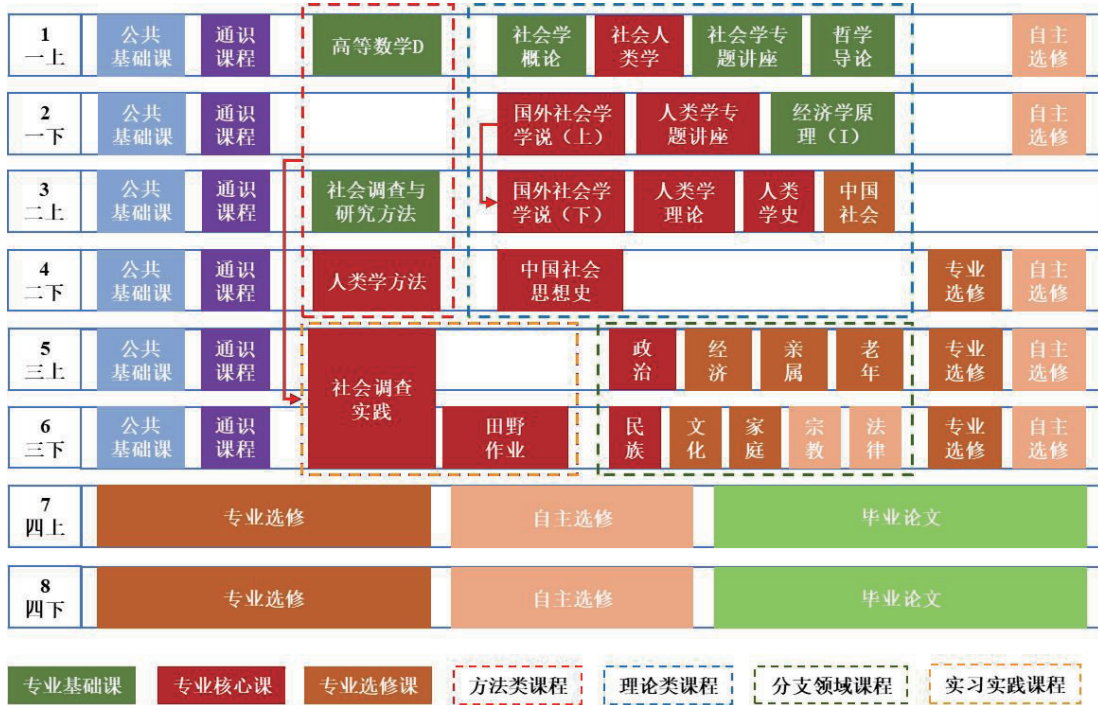 1
一上
公共
基础课
通识
课程
高等数学D
社会学
概论
社会人
类学
社会学专
题讲座
哲学
导论
自主
选修
2
一下
公共
基础课
通识
课程
国外社会学
学说（上）
人类学专
题讲座
经济学原
理（I）
自主
选修
3
二上
公共
基础课
通识
课程
社会调查与
研究方法
国外社会学
学说（下）
人类学
理论
人类
学史
中国
社会
4
二下
公共
基础课
通识
课程
人类学方法
中国社会
思想史
专业
选修
自主
选修
5
三上
公共
基础课
通识
课程
社会调查
实践
政
治
经
济
亲
属
老
年
专业
选修
自主
选修
6
三下
公共
基础课
通识
课程
田野
作业
民
族
文
化
家
庭
宗
教
法
律
专业
选修
自主
选修
7
四上
专业选修
自主选修
毕业论文
8
四下
专业选修
自主选修
毕业论文
专业基础课
专业核心课
专业选修课
方法类课程
理论类课程
分支领域课程
实习实践课程